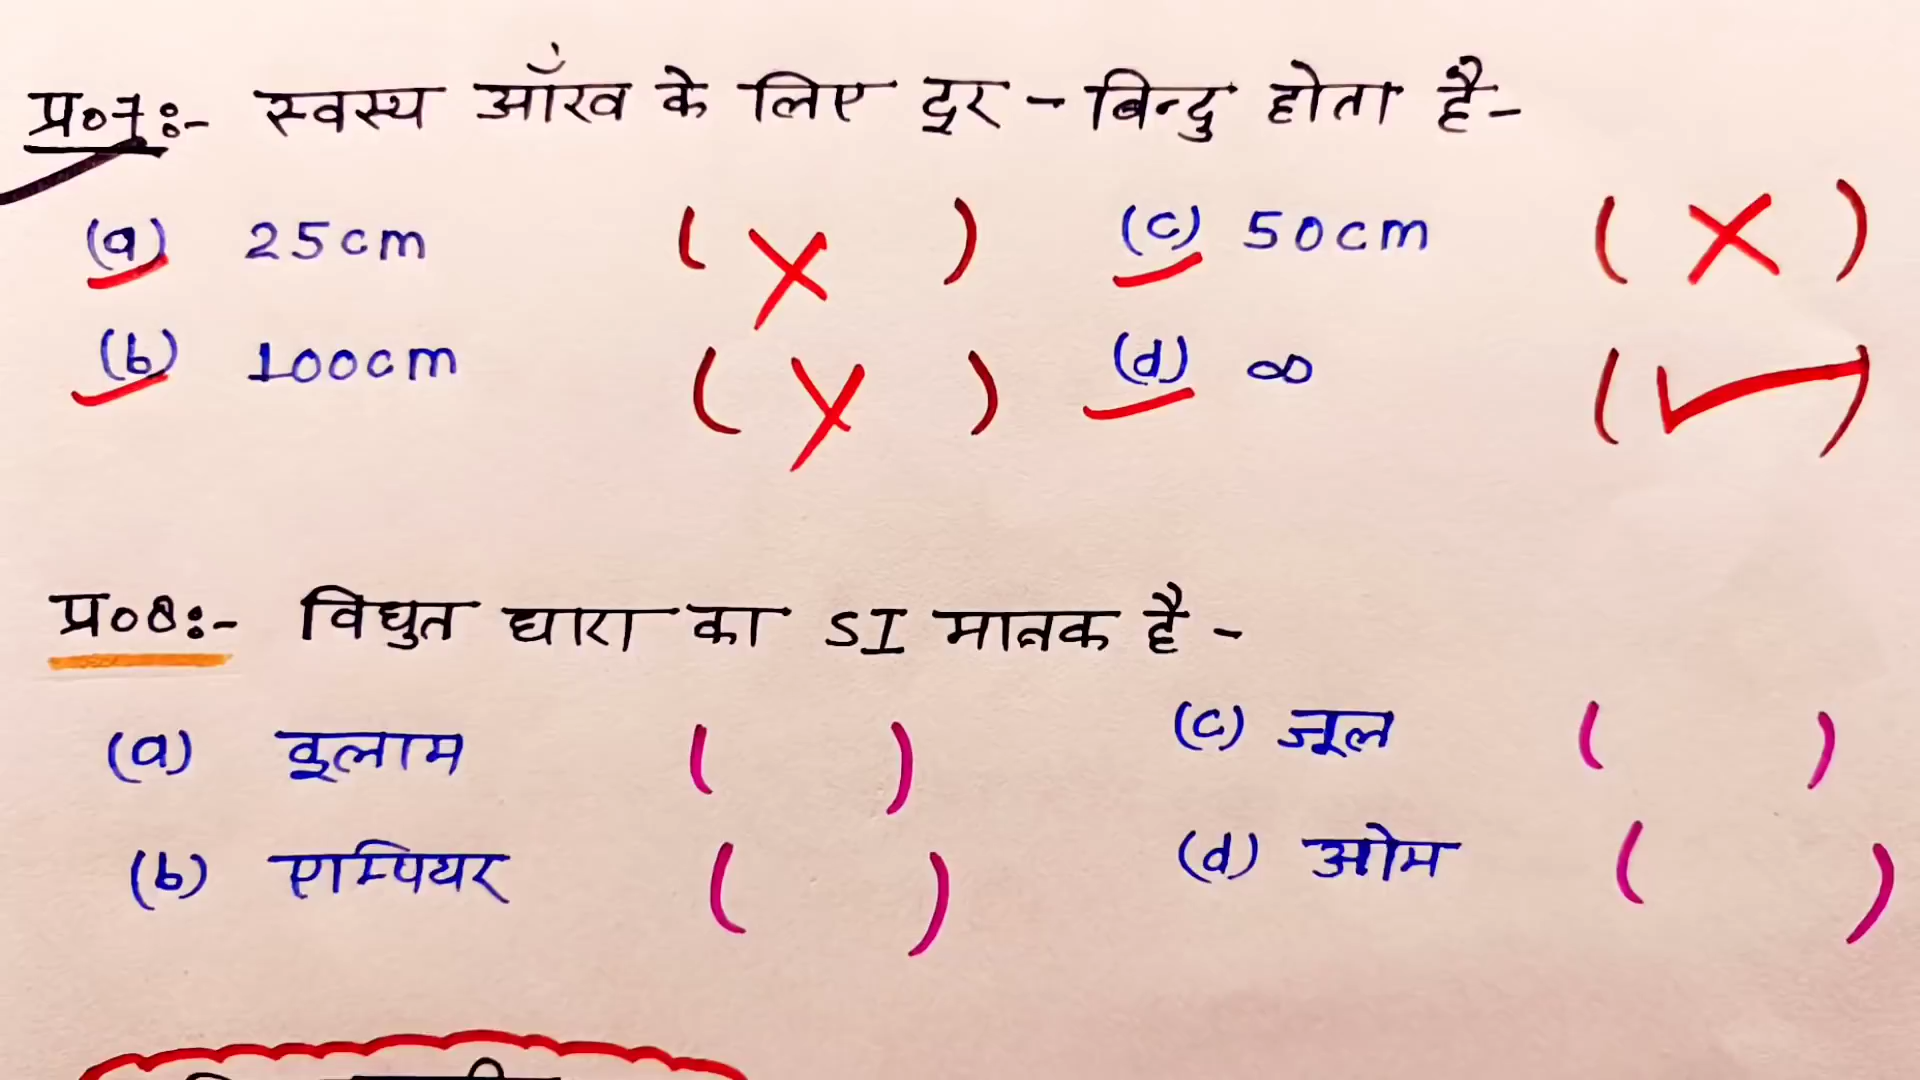 प्र०7:- स्वस्थ आँख के लिए दूर-बिन्दु होता है-
(a) 25cm ( X ) (c) 50cm ( X )
(b) 100cm ( X ) (d) ∞ ( ✓ )
प्र०8:- विघुत धारा का SI मात्रक है -
(a) कुलाम ( ) (c) जूल ( )
(b) एम्पियर ( ) (d) ओम ( )